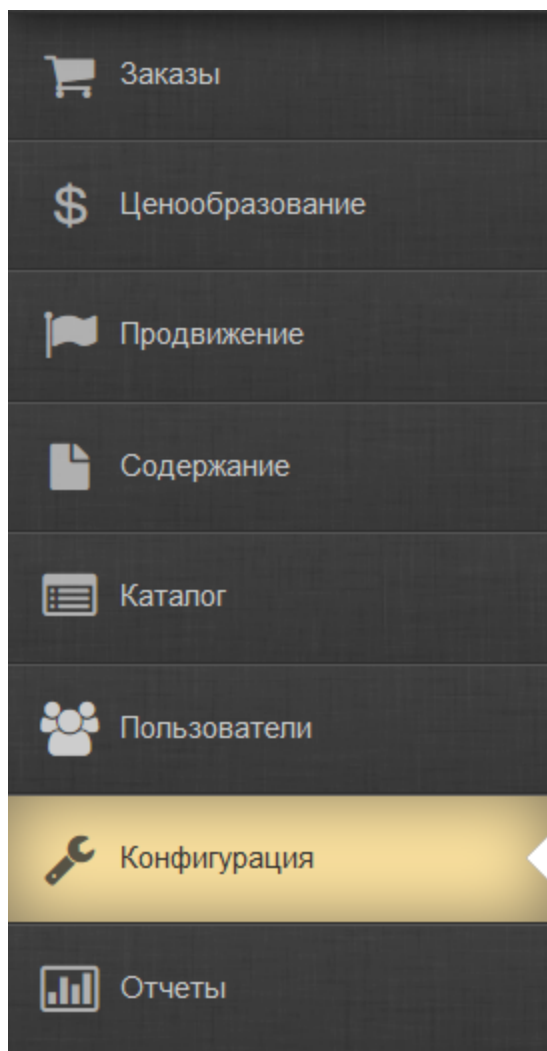 Заказы
Ценообразование
Продвижение
Содержание
Каталог
Пользователи
Конфигурация
Отчеты